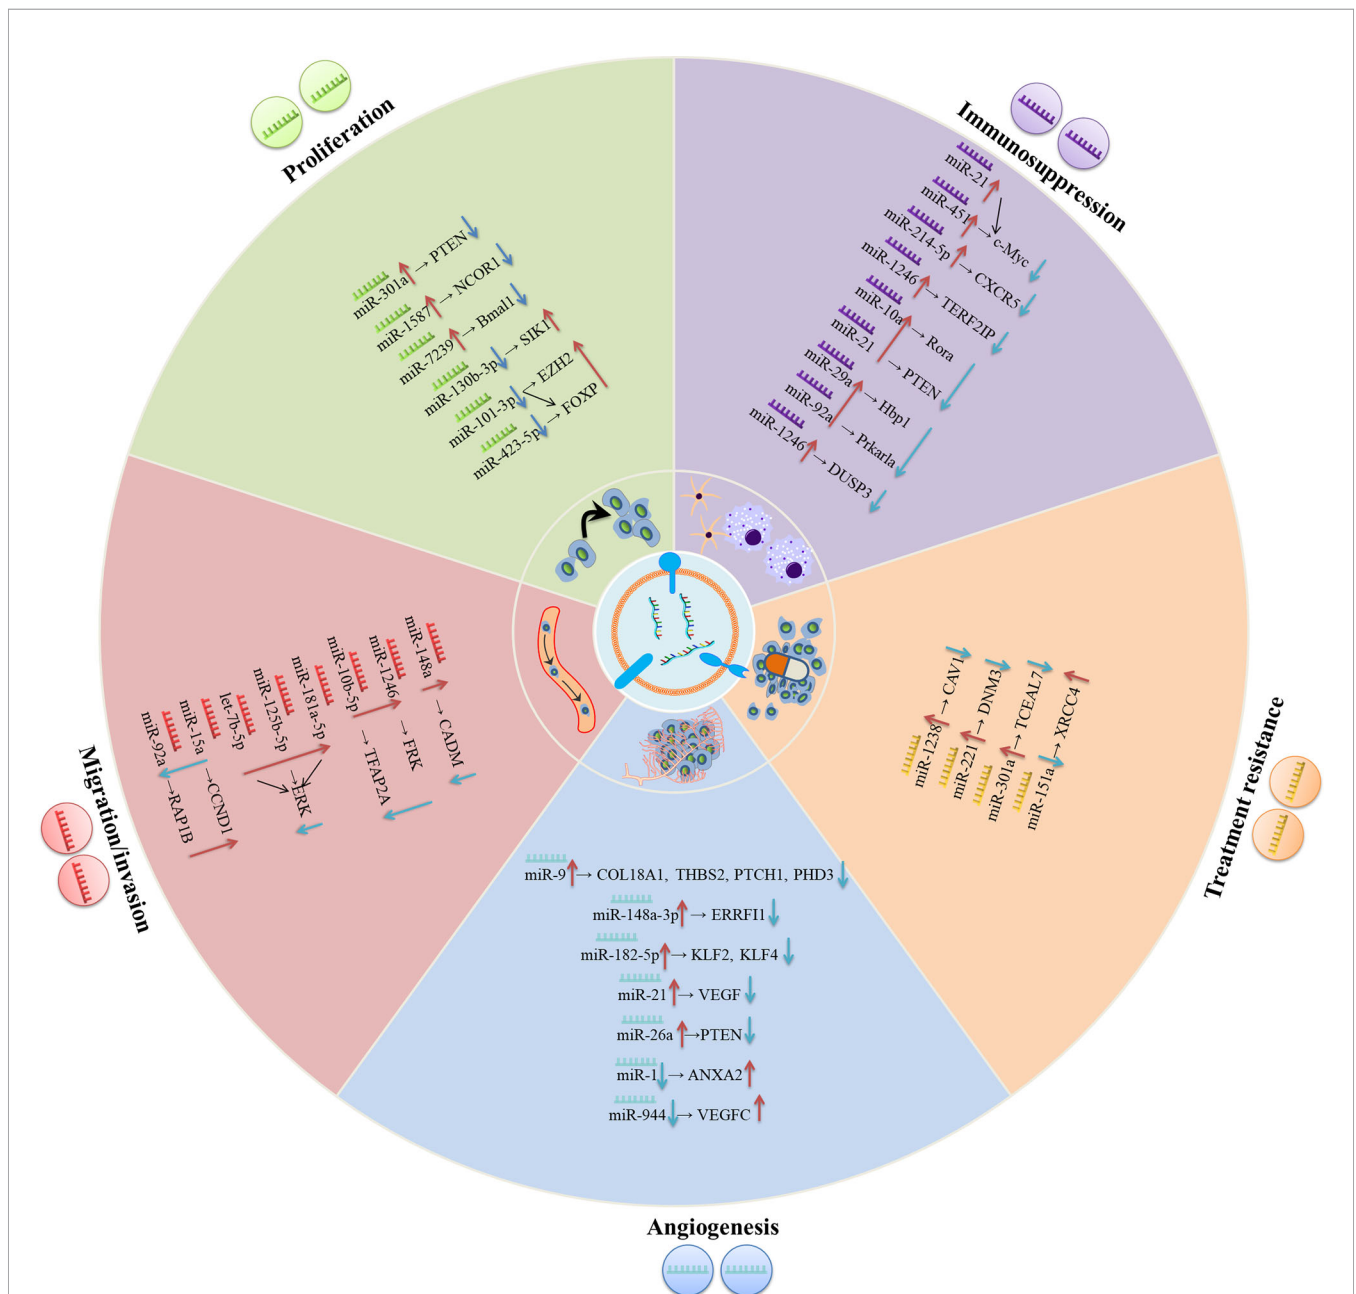 Proliferation
miR-301a → PTEN
miR-1587 → NCOR1
miR-7239 → Bmal1
miR-130b-3p → SIK1
miR-101-3p → EZH2
miR-423-5p → FOXP
Immunosuppression
miR-21
miR-451 → c-Myc
miR-214-5p → CXCR5
miR-1246 → TERF2IP
miR-10a → Rora
miR-21 → PTEN
miR-29a → Hbp1
miR-92a → Prkarla
miR-1246 → DUSP3
Treatment resistance
miR-1238 → CAV1
miR-221 → DNM3
miR-301a → TCEAL7
miR-151a → XRCC4
Angiogenesis
miR-9 → COL18A1, THBS2, PTCH1, PHD3
miR-148a-3p → ERRFI1
miR-182-5p → KLF2, KLF4
miR-21 → VEGF
miR-26a → PTEN
miR-1 → ANXA2
miR-944 → VEGFC
Migration/invasion
miR-148a → CADM
miR-1246 → FRK
miR-10b-5p → TFAP2A
miR-181a-5p
miR-125b-5p → ERK
let-7b-5p
miR-15a → CCND1
miR-92a → RAP1B